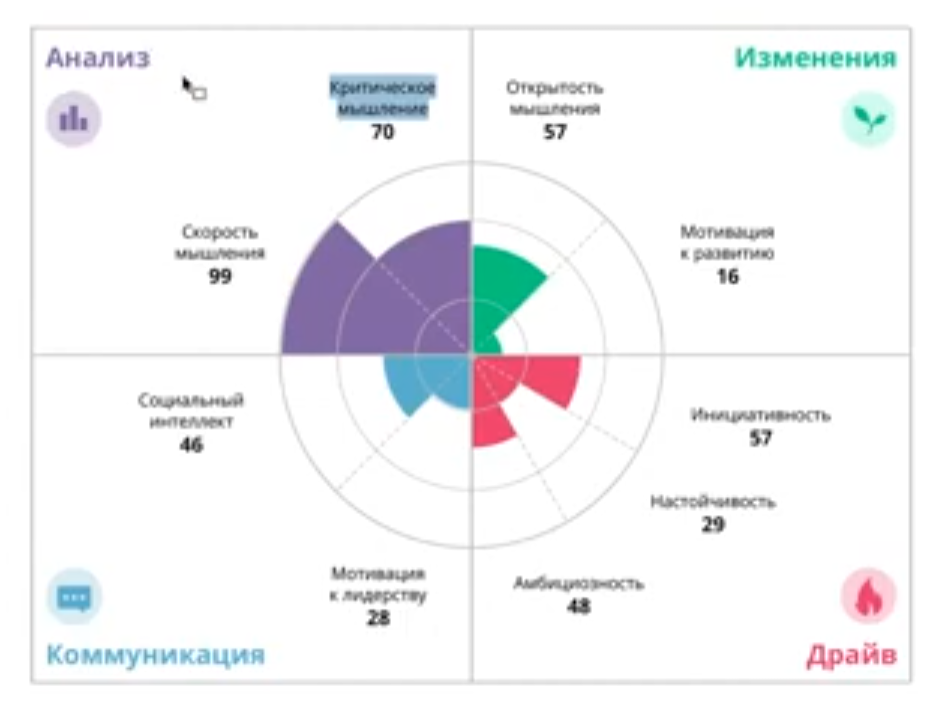 Анализ
Изменения
Критическое
мышление
70
Открытость
мышления
57
Скорость
мышления
99
Мотивация
к развитию
16
Социальный
интеллект
46
Инициативность
57
Настойчивость
29
Мотивация
к лидерству
28
Амбициозность
48
Коммуникация
Драйв